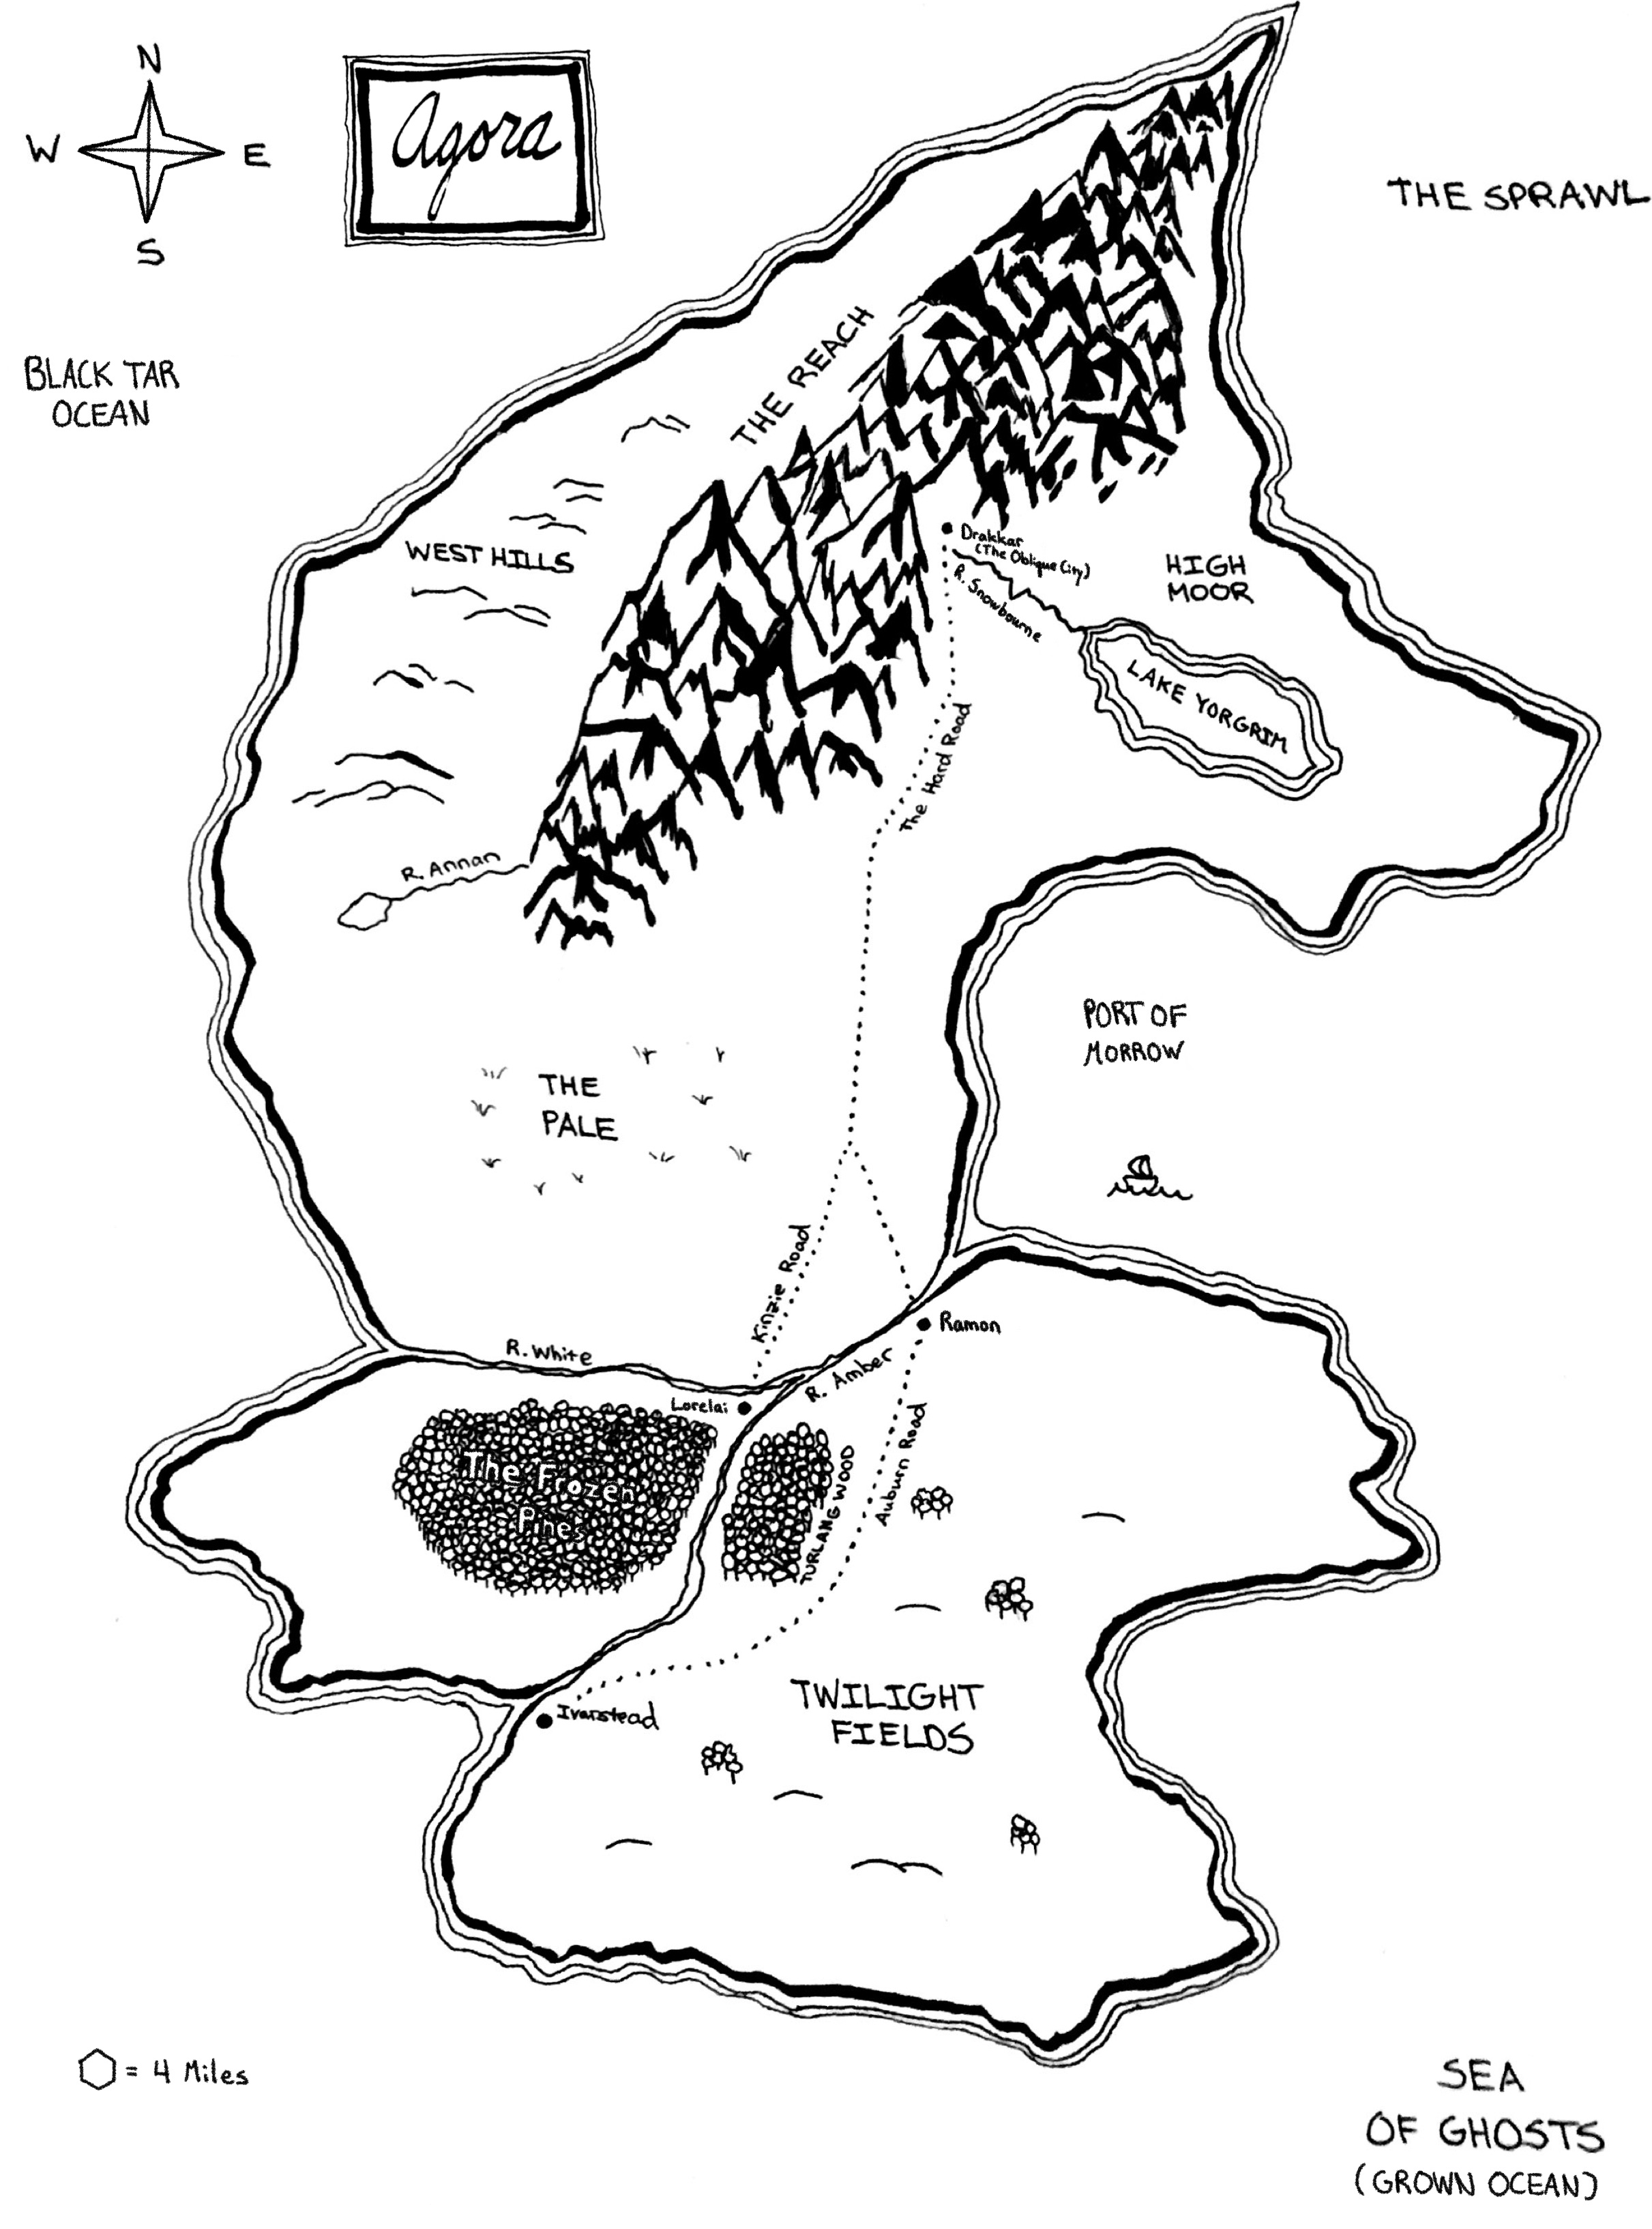 N
W E
S
Agora
THE SPRAWL
BLACK TAR
OCEAN
THE REACH
WEST HILLS
Drakkar
(The Oblique City)
R. Snowbourne
HIGH
MOOR
LAKE YORGRIM
The Hard Road
R. Annan
PORT OF
MORROW
THE
PALE
Kinzie Road
Ramon
R. White
R. Amber
Lorelai
The Frozen
Pines
TURLANG WOOD
Auburn Road
Ivarstead
TWILIGHT
FIELDS
= 4 Miles
SEA
OF GHOSTS
(GROWN OCEAN)